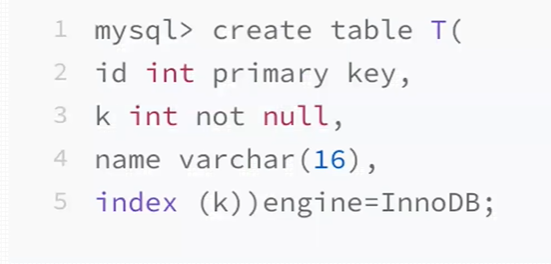 1 mysql> create table T(
2 id int primary key,
3 k int not null,
4 name varchar(16),
5 index (k))engine=InnoDB;